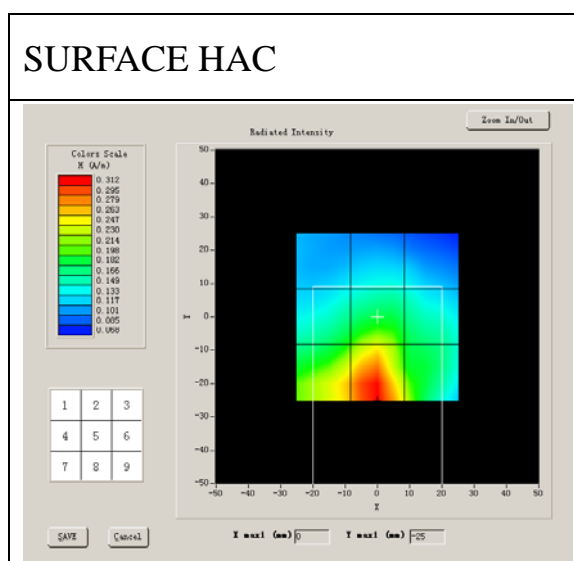 SURFACE HAC
Zoom In/Out
Radiated Intensity
Colors Scale
H (A/m)
0.312
0.295
0.279
0.263
0.247
0.230
0.214
0.198
0.182
0.166
0.149
0.133
0.117
0.101
0.085
0.068
50
40
30
20
10
0
-10
-20
-30
-40
-50
Y
-50 -40 -30 -20 -10 0 10 20 30 40 50
X
1 2 3
4 5 6
7 8 9
SAVE Cancel X max1 (mm) 0 Y max1 (mm) -25